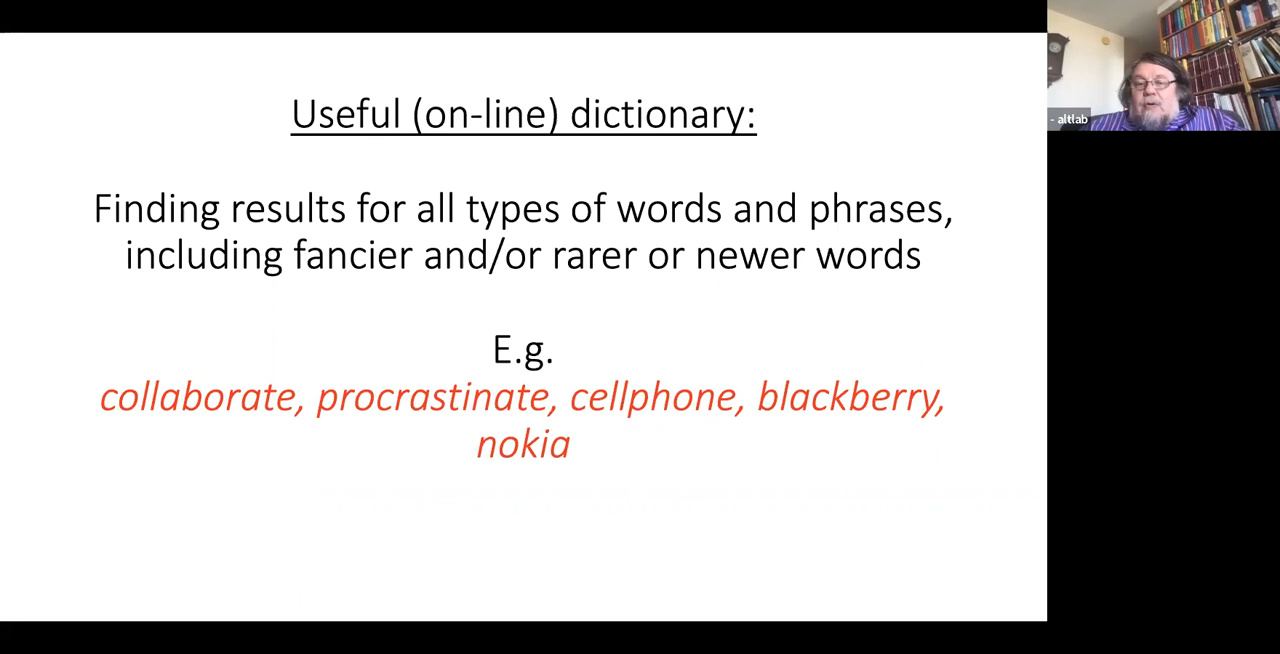 Useful (on-line) dictionary:
Finding results for all types of words and phrases,
including fancier and/or rarer or newer words
E.g.
collaborate, procrastinate, cellphone, blackberry,
nokia
- altlab